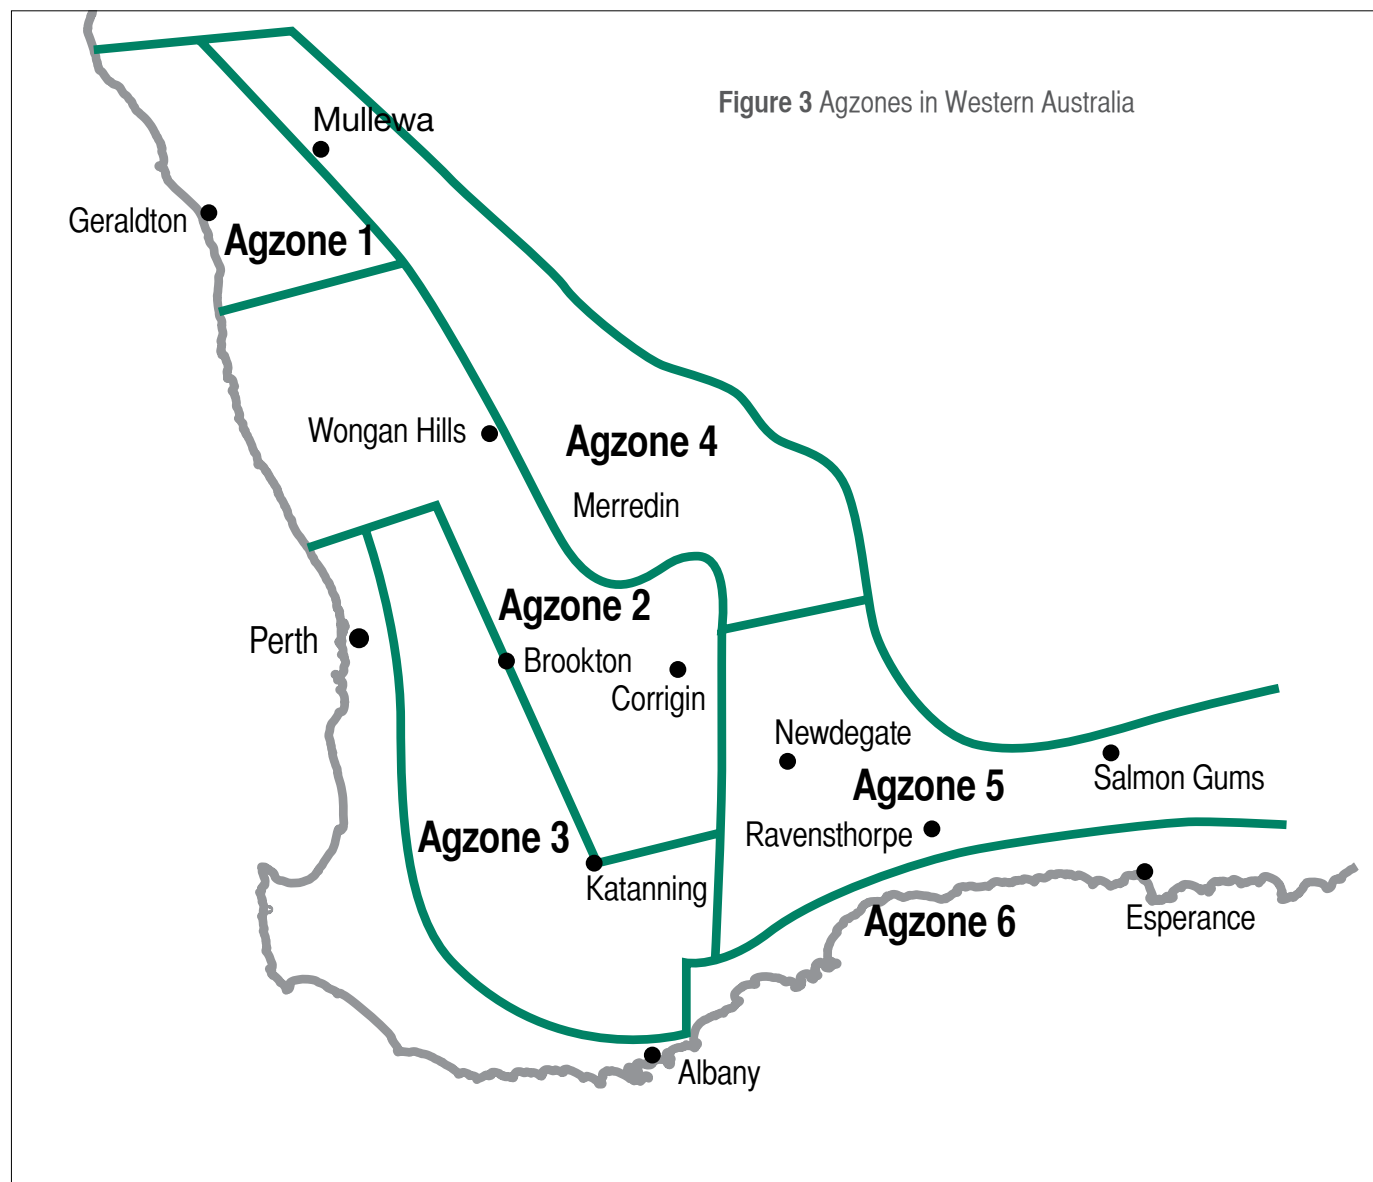 Figure 3 Agzones in Western Australia
Mullewa
Geraldton
Agzone 1
Wongan Hills
Agzone 4
Merredin
Agzone 2
Perth
Brookton
Corrigin
Newdegate
Salmon Gums
Agzone 5
Agzone 3
Ravensthorpe
Katanning
Agzone 6
Esperance
Albany